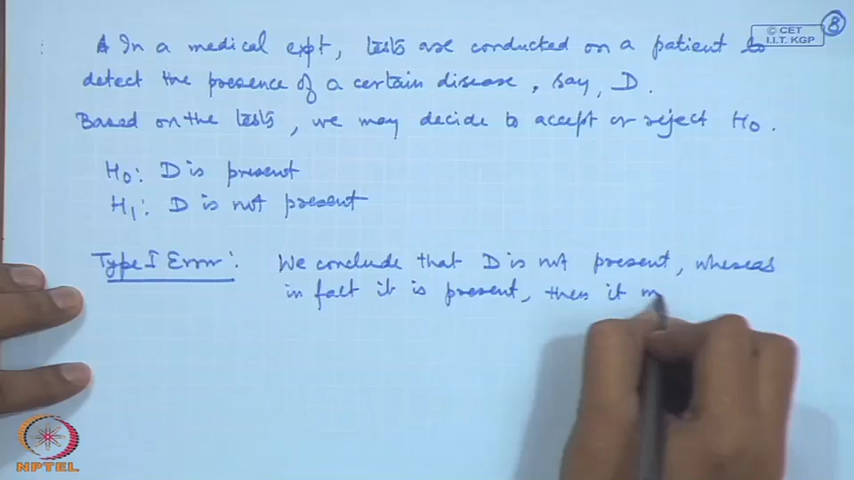 In a medical expt, tests are conducted on a patient to
detect the presence of a certain disease, say, D.
Based on the tests, we may decide to accept or reject H0.
H0: D is present
H1: D is not present
Type I Error: We conclude that D is not present, whereas
in fact it is present, then it m
© CET
I.I.T. KGP
8
NPTEL